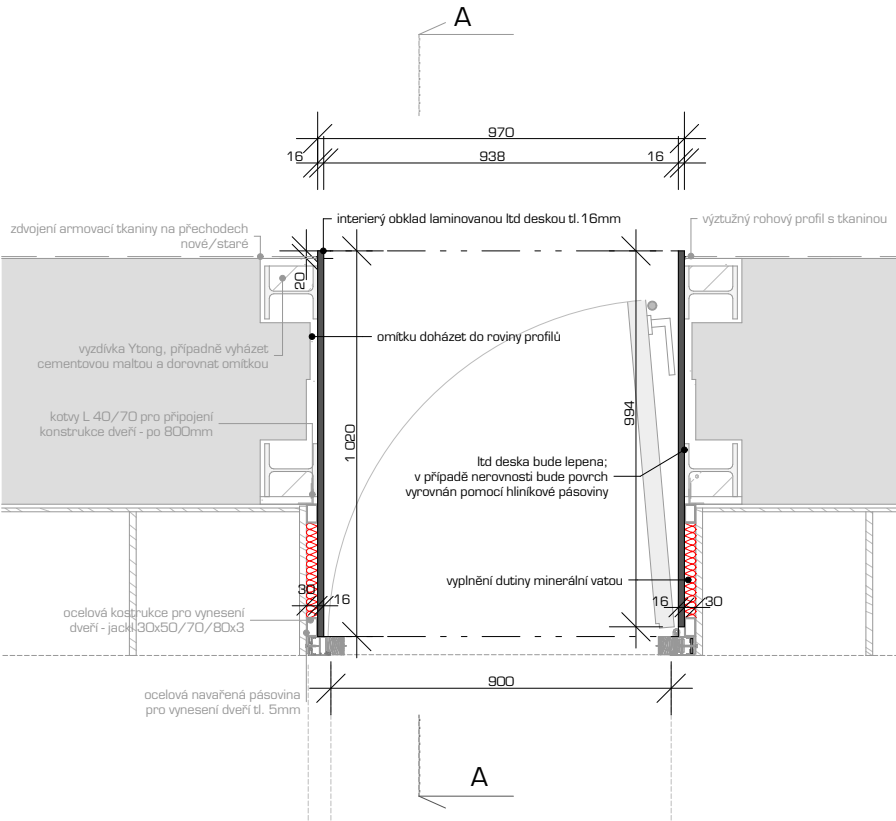 A
970
16
938
16
interierý obklad laminovanou ltd deskou tl. 16mm
výztužný rohový profil s tkaninou
zdvojení armovací tkaniny na přechodech
nové/staré
20
omítku doházet do roviny profilů
vyzdívka Ytong, případně vyházet
cementovou maltou a dorovnat omítkou
kotvy L 40/70 pro připojení
konstrukce dveří - po 800mm
1 020
994
ltd deska bude lepena;
v případě nerovnosti bude povrch
vyrovnán pomocí hliníkové pásoviny
vyplnění dutiny minerální vatou
30
16
16
30
ocelová kostrukce pro vynesení
dveří - jackl 30x50/70/80x3
900
ocelová navařená pásovina
pro vynesení dveří tl. 5mm
A